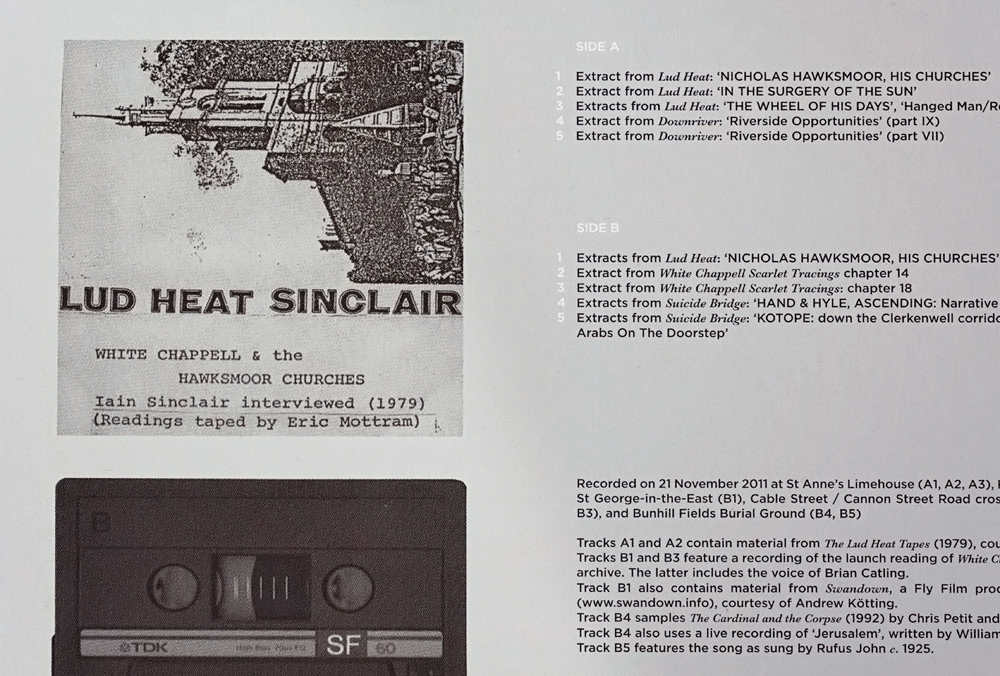 LUD HEAT SINCLAIR
WHITE CHAPPELL & the
HAWKSMOOR CHURCHES
Iain Sinclair interviewed (1979)
(Readings taped by Eric Mottram)
B
TDK
High Bias 70µs EQ
SF
60
SIDE A
1 Extract from Lud Heat: ‘NICHOLAS HAWKSMOOR, HIS CHURCHES’
2 Extract from Lud Heat: ‘IN THE SURGERY OF THE SUN’
3 Extracts from Lud Heat: ‘THE WHEEL OF HIS DAYS’, ‘Hanged Man/Re
4 Extract from Downriver: ‘Riverside Opportunities’ (part IX)
5 Extract from Downriver: ‘Riverside Opportunities’ (part VII)
SIDE B
1 Extracts from Lud Heat: ‘NICHOLAS HAWKSMOOR, HIS CHURCHES’
2 Extract from White Chappell Scarlet Tracings chapter 14
3 Extract from White Chappell Scarlet Tracings: chapter 18
4 Extracts from Suicide Bridge: ‘HAND & HYLE, ASCENDING: Narrative
5 Extracts from Suicide Bridge: ‘KOTOPE: down the Clerkenwell corrido
Arabs On The Doorstep’
Recorded on 21 November 2011 at St Anne’s Limehouse (A1, A2, A3),
St George-in-the-East (B1), Cable Street / Cannon Street Road cros
B3), and Bunhill Fields Burial Ground (B4, B5)
Tracks A1 and A2 contain material from The Lud Heat Tapes (1979), cou
Tracks B1 and B3 feature a recording of the launch reading of White C
archive. The latter includes the voice of Brian Catling.
Track B1 also contains material from Swandown, a Fly Film prod
(www.swandown.info), courtesy of Andrew Kötting.
Track B4 samples The Cardinal and the Corpse (1992) by Chris Petit and
Track B4 also uses a live recording of ‘Jerusalem’, written by William
Track B5 features the song as sung by Rufus John c. 1925.